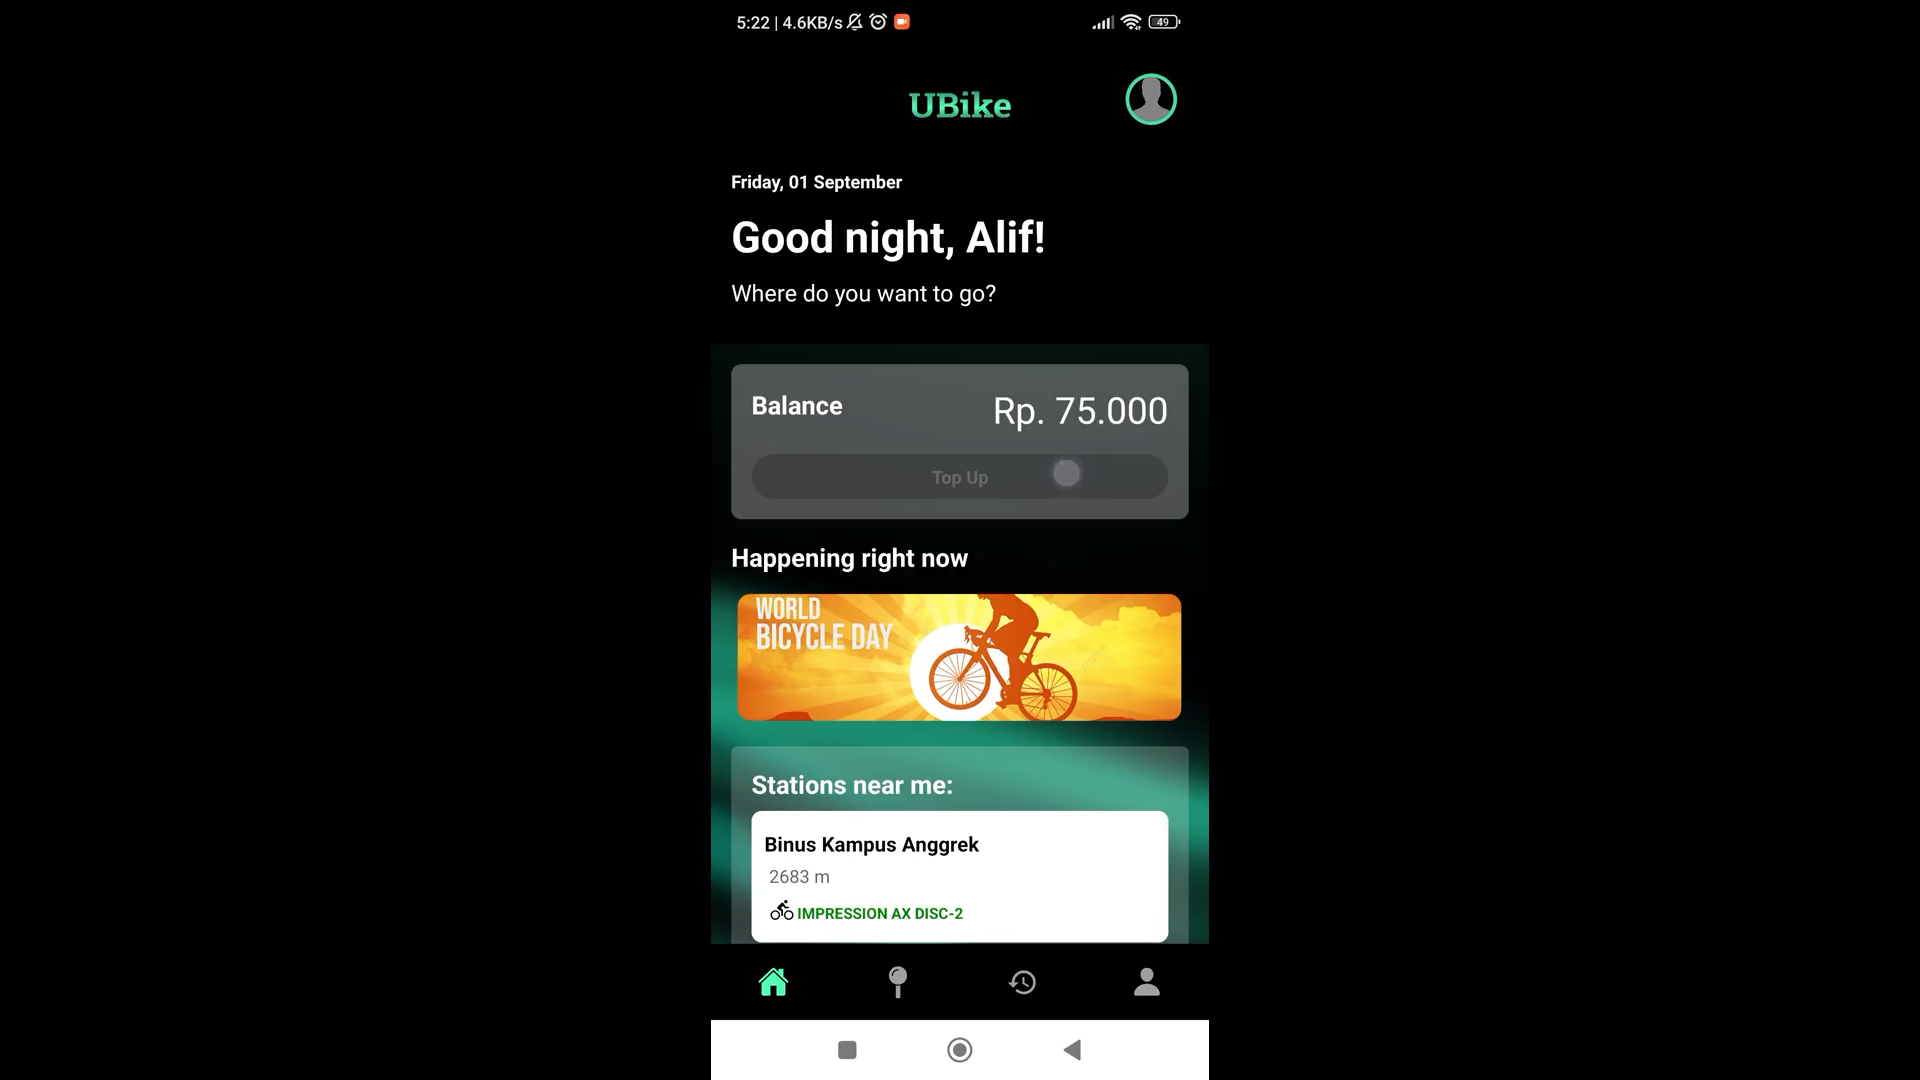 5:22 | 4.6KB/s
49
UBike
Friday, 01 September
Good night, Alif!
Where do you want to go?
Balance
Rp. 75.000
Top Up
Happening right now
WORLD
BICYCLE DAY
Stations near me:
Binus Kampus Anggrek
2683 m
IMPRESSION AX DISC-2